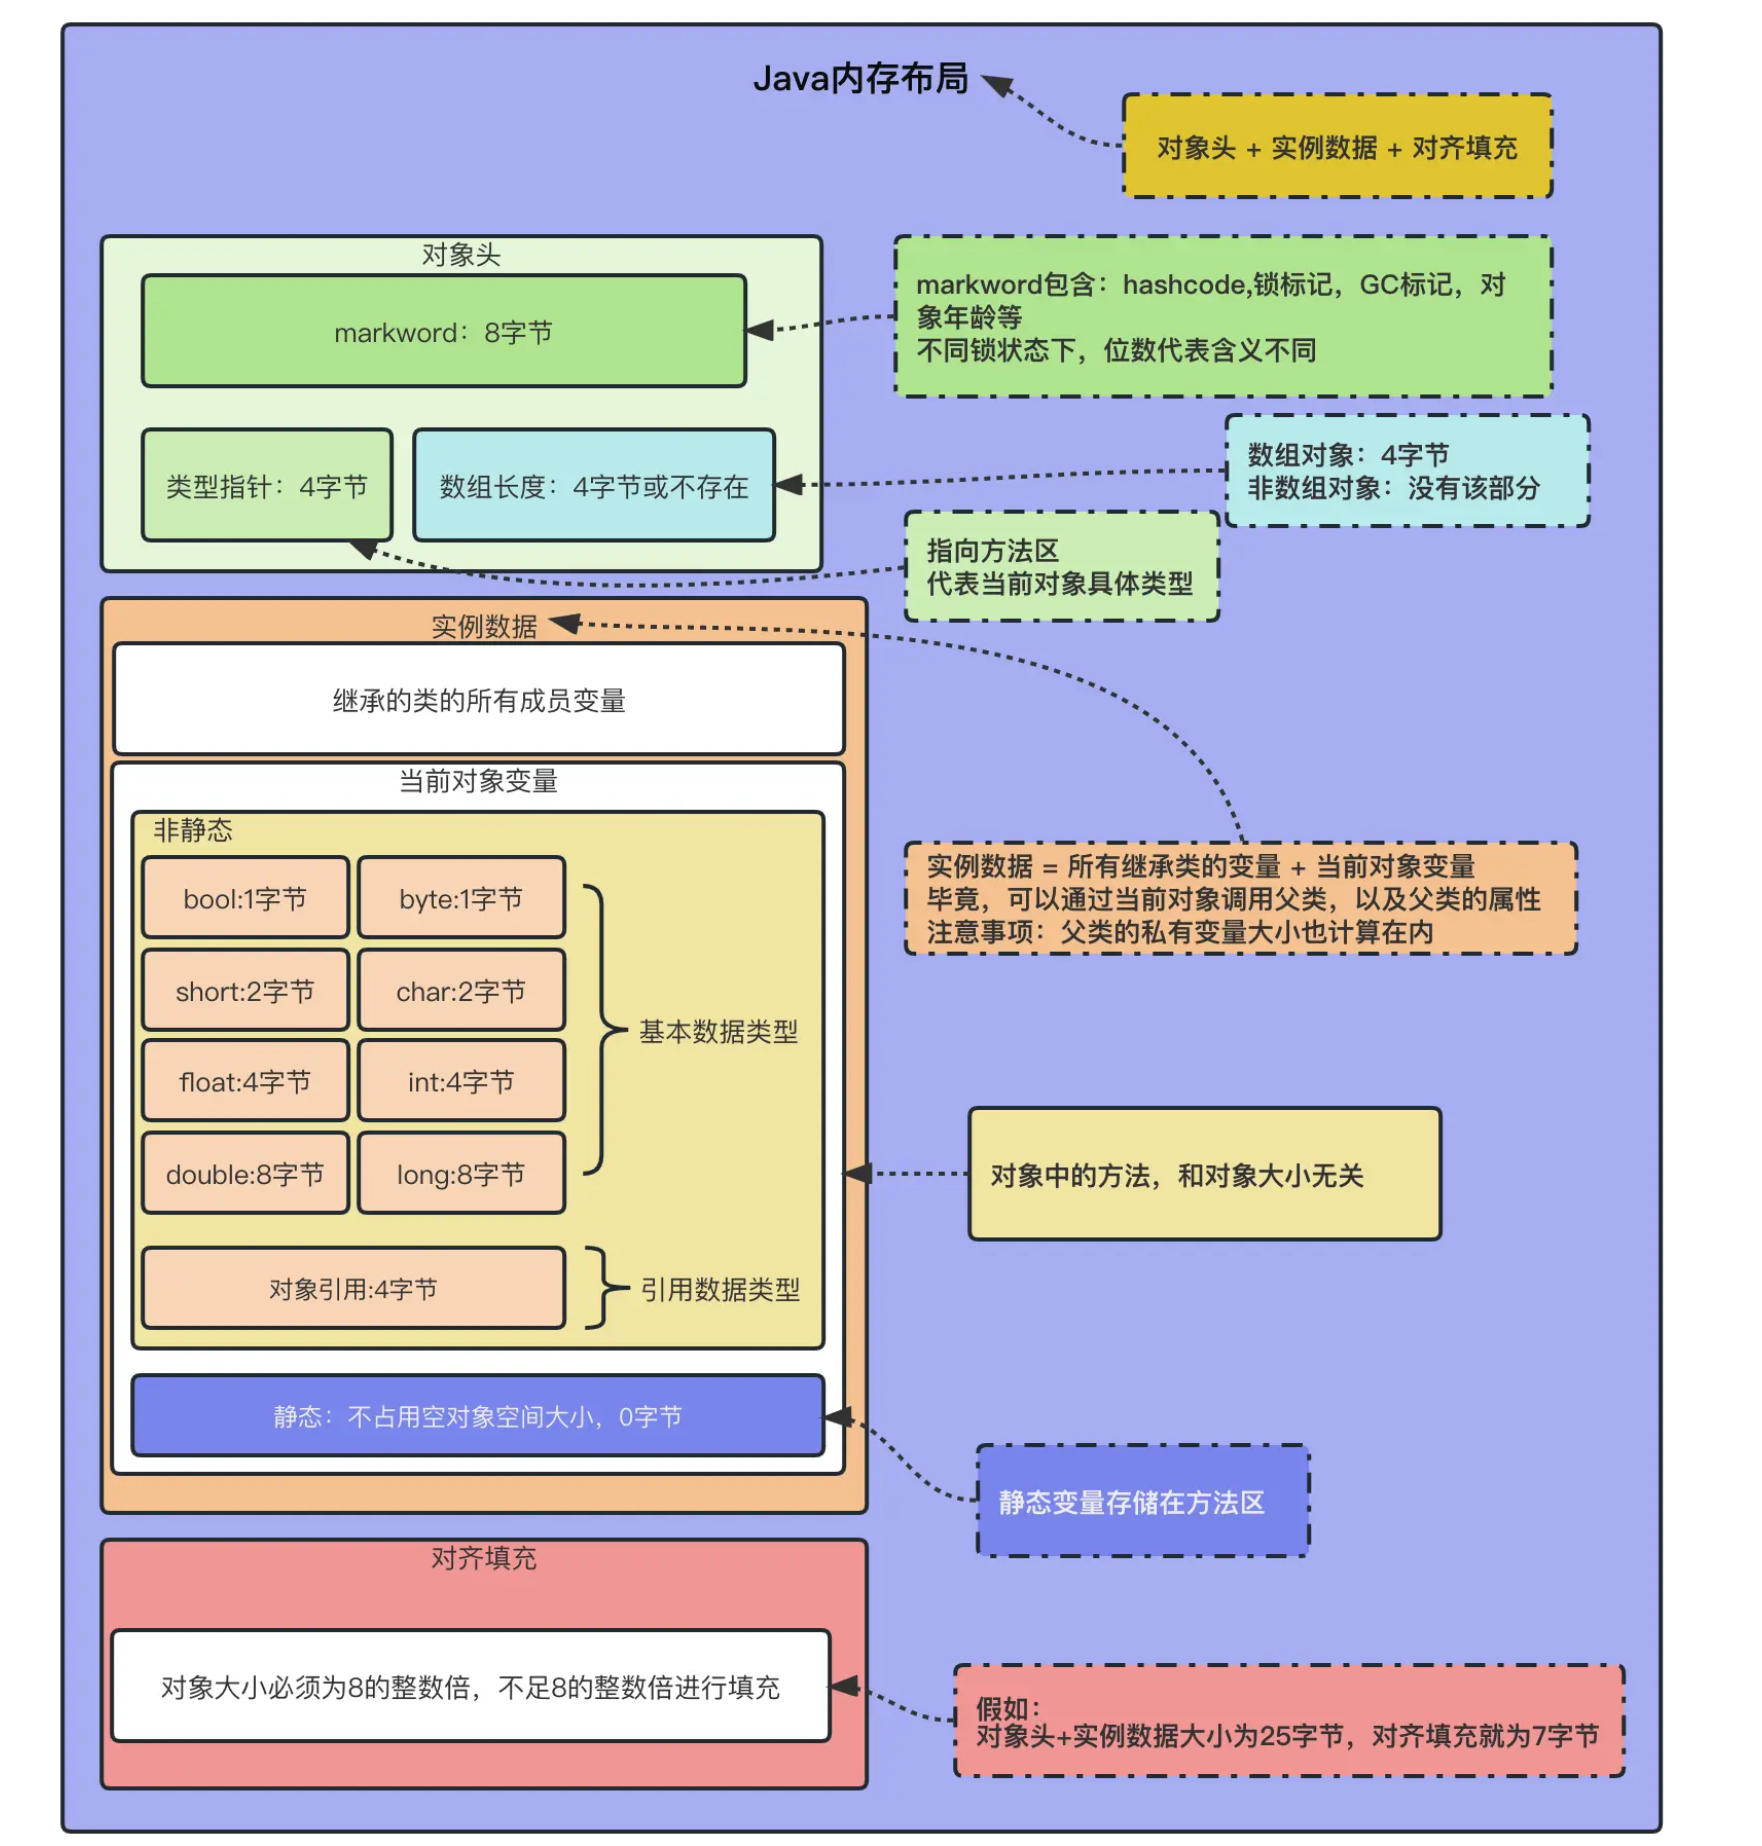 Java内存布局
对象头 + 实例数据 + 对齐填充
对象头
markword：8字节
markword包含：hashcode,锁标记，GC标记，对
象年龄等
不同锁状态下，位数代表含义不同
类型指针：4字节
数组长度：4字节或不存在
数组对象：4字节
非数组对象：没有该部分
指向方法区
代表当前对象具体类型
实例数据
继承的类的所有成员变量
当前对象变量
非静态
bool:1字节
byte:1字节
short:2字节
char:2字节
float:4字节
int:4字节
double:8字节
long:8字节
基本数据类型
对象引用:4字节
引用数据类型
实例数据 = 所有继承类的变量 + 当前对象变量
毕竟，可以通过当前对象调用父类，以及父类的属性
注意事项：父类的私有变量大小也计算在内
对象中的方法，和对象大小无关
静态：不占用空对象空间大小，0字节
静态变量存储在方法区
对齐填充
对象大小必须为8的整数倍，不足8的整数倍进行填充
假如：
对象头+实例数据大小为25字节，对齐填充就为7字节